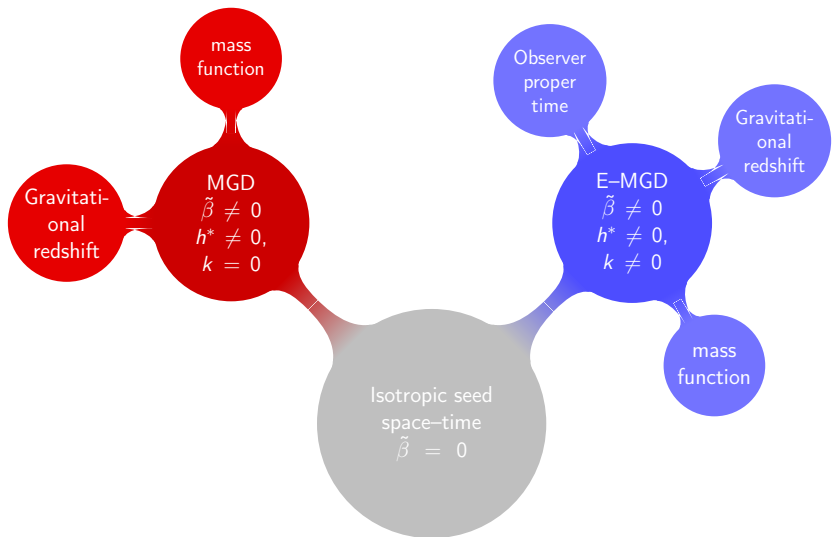 mass
function
Gravitati-
onal
redshift
MGD
β̃ ≠ 0
h* ≠ 0,
k = 0
Observer
proper
time
Gravitati-
onal
redshift
E–MGD
β̃ ≠ 0
h* ≠ 0,
k ≠ 0
mass
function
Isotropic seed
space–time
β̃ = 0